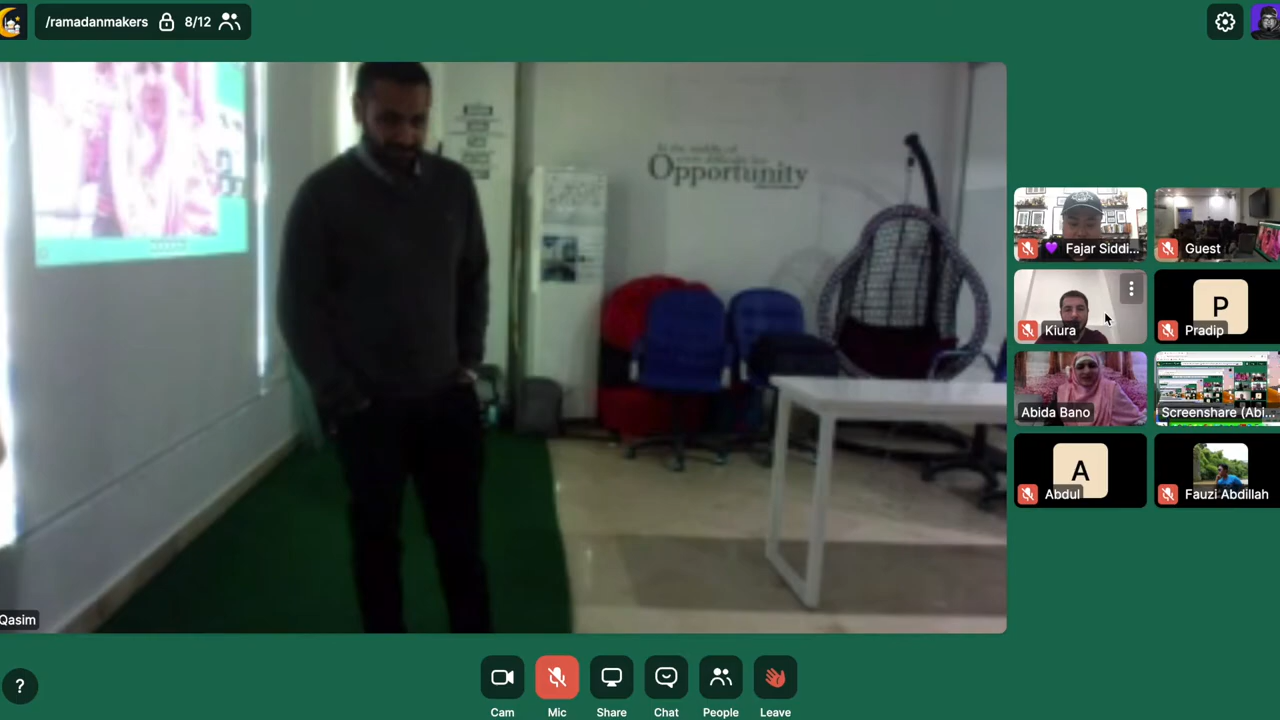 /ramadanmakers 8/12
Opportunity
Fajar Siddi...
Guest
Kiura
P
Pradip
Abida Bano
Screenshare (Abi...
A
Abdul
Fauzi Abdillah
Qasim
?
Cam
Mic
Share
Chat
People
Leave